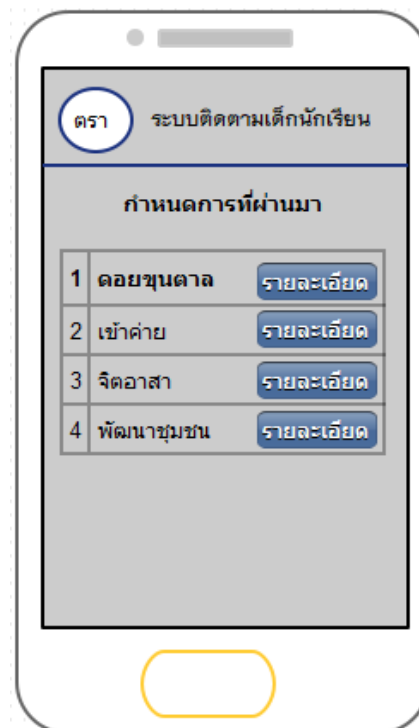 ตรา ระบบติดตามเด็กนักเรียน
กำหนดการที่ผ่านมา
1 ดอยขุนตาล รายละเอียด
2 เข้าค่าย รายละเอียด
3 จิตอาสา รายละเอียด
4 พัฒนาชุมชน รายละเอียด